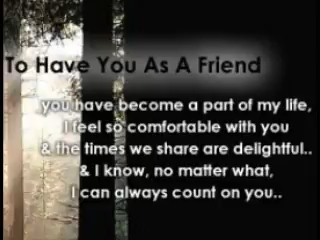 To Have You As A Friend
you have become a part of my life,
I feel so comfortable with you
& the times we share are delightful..
& I know, no matter what,
I can always count on you..